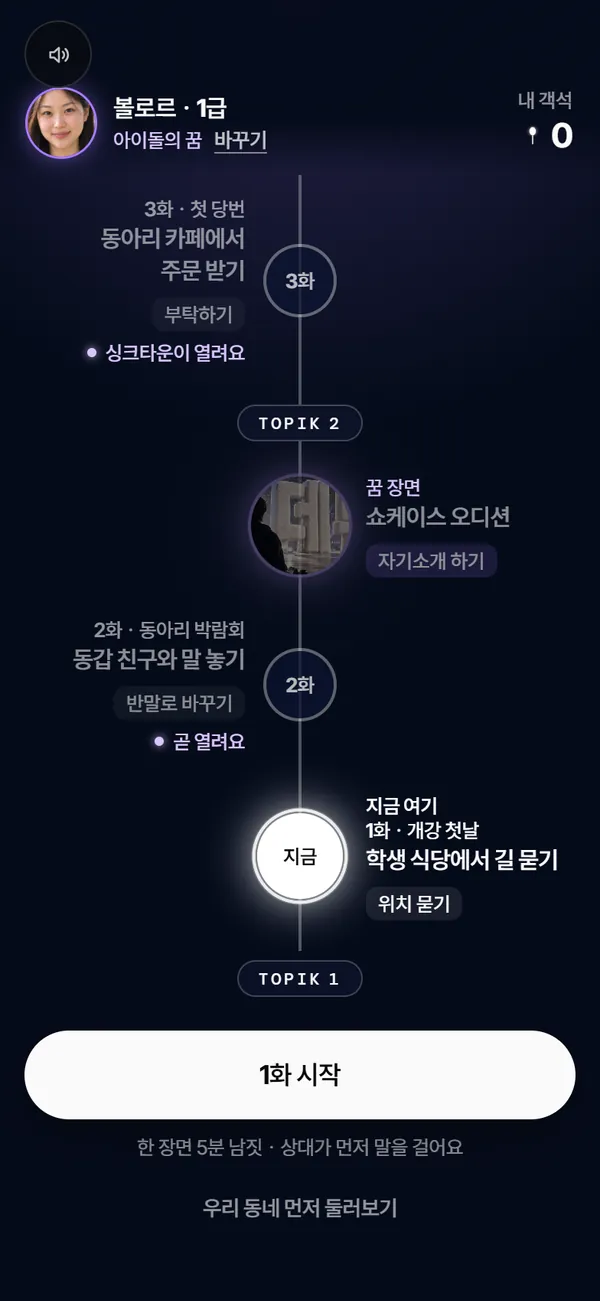 볼로르 · 1급
아이돌의 꿈 바꾸기
내 객석
0
3화 · 첫 당번
동아리 카페에서
주문 받기
부탁하기
싱크타운이 열려요
3화
TOPIK 2
데
꿈 장면
쇼케이스 오디션
자기소개 하기
2화 · 동아리 박람회
동갑 친구와 말 놓기
반말로 바꾸기
곧 열려요
2화
지금
지금 여기
1화 · 개강 첫날
학생 식당에서 길 묻기
위치 묻기
TOPIK 1
1화 시작
한 장면 5분 남짓 · 상대가 먼저 말을 걸어요
우리 동네 먼저 둘러보기